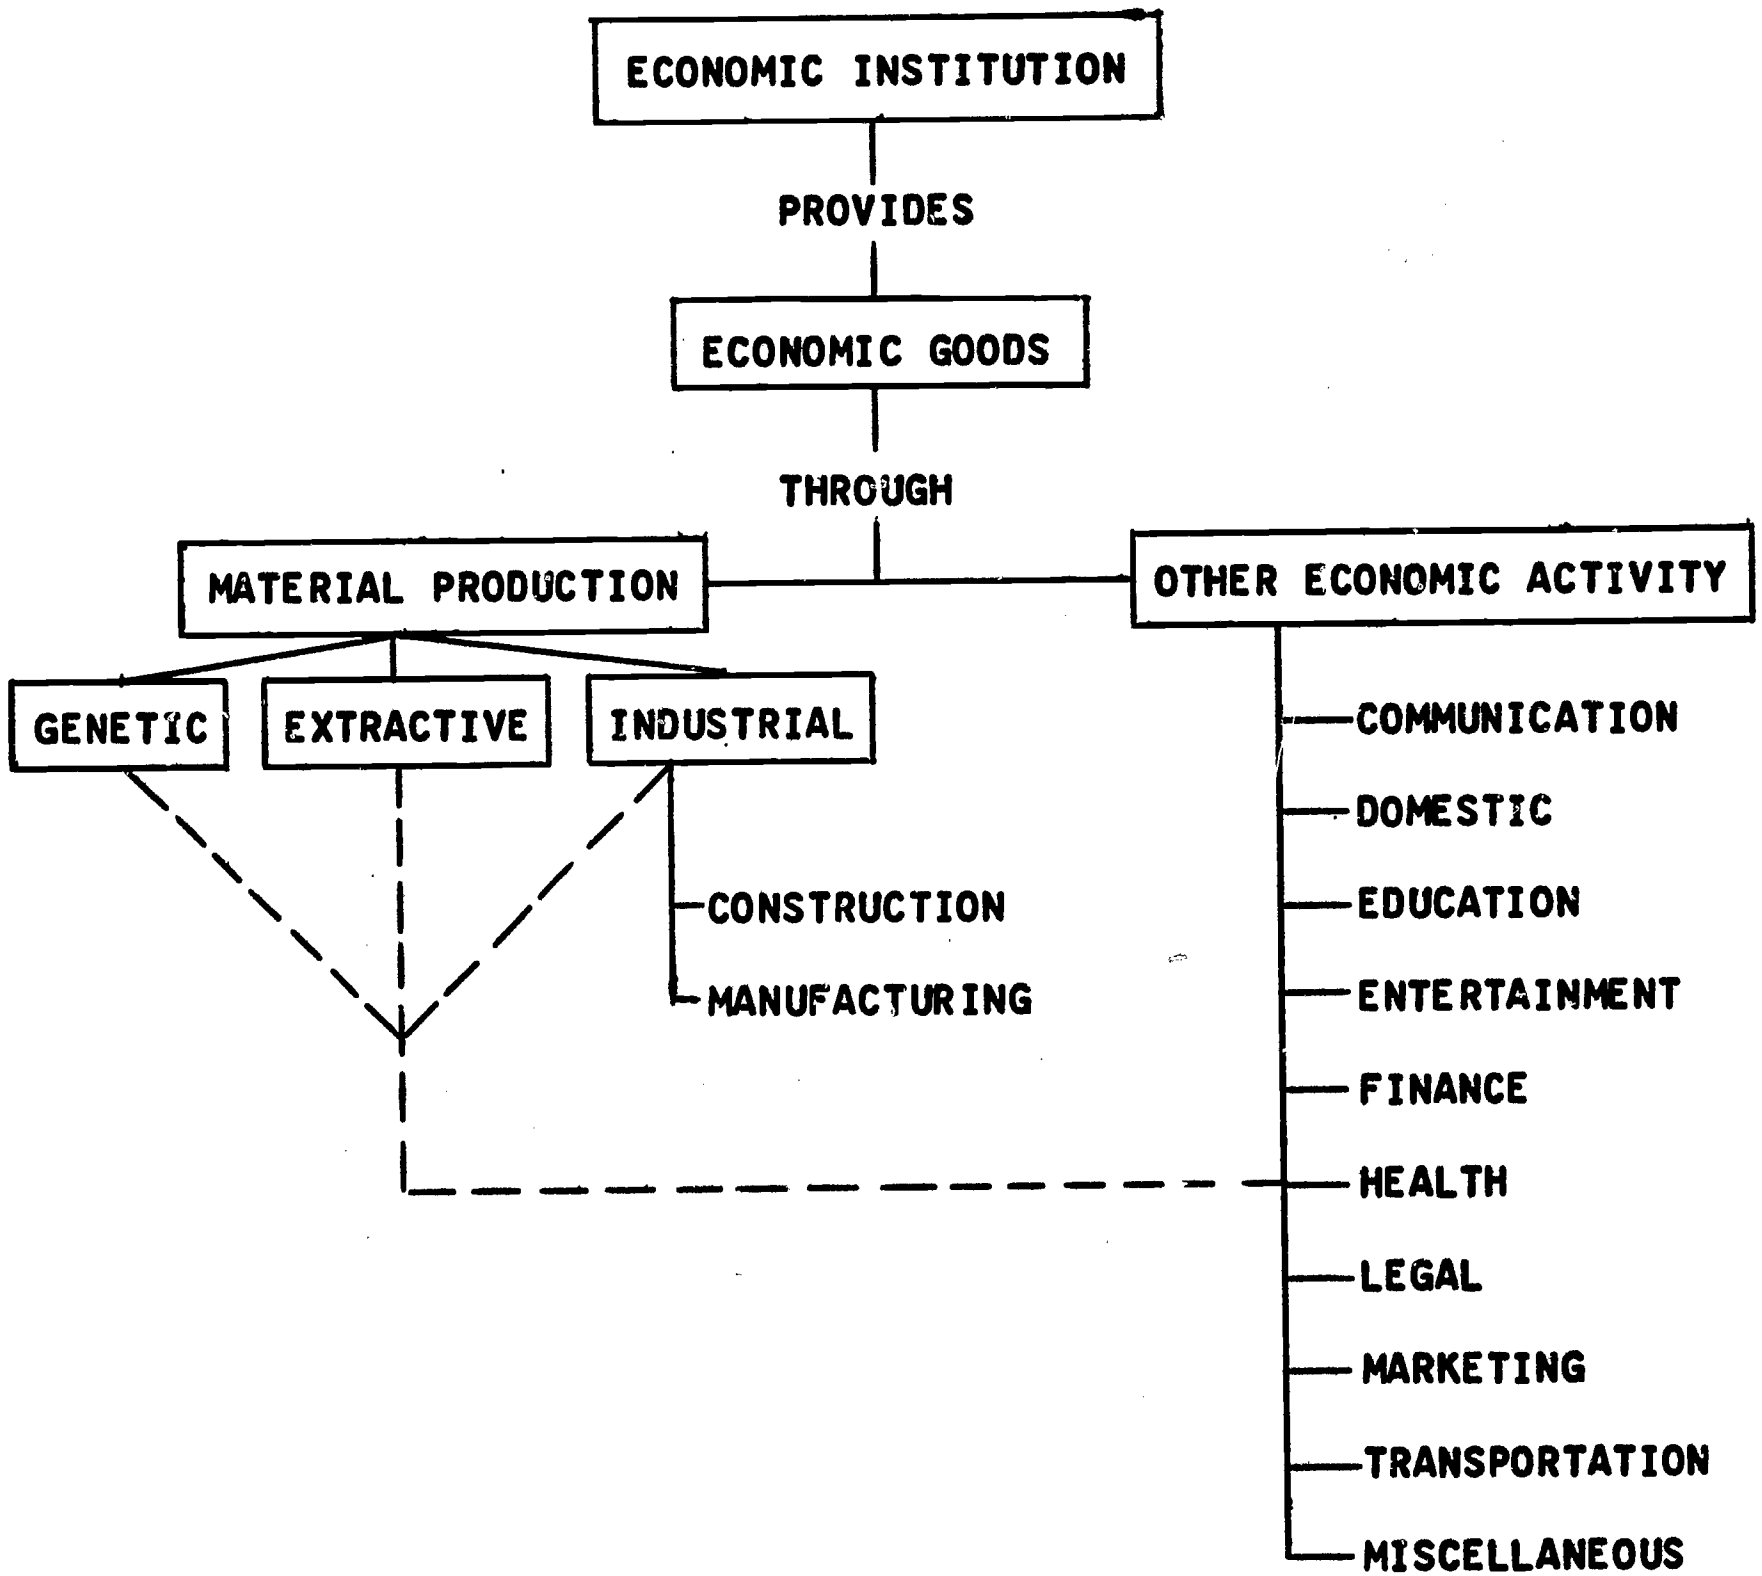 ECONOMIC INSTITUTION
PROVIDES
ECONOMIC GOODS
THROUGH
MATERIAL PRODUCTION
OTHER ECONOMIC ACTIVITY
GENETIC
EXTRACTIVE
INDUSTRIAL
CONSTRUCTION
MANUFACTURING
COMMUNICATION
DOMESTIC
EDUCATION
ENTERTAINMENT
FINANCE
HEALTH
LEGAL
MARKETING
TRANSPORTATION
MISCELLANEOUS